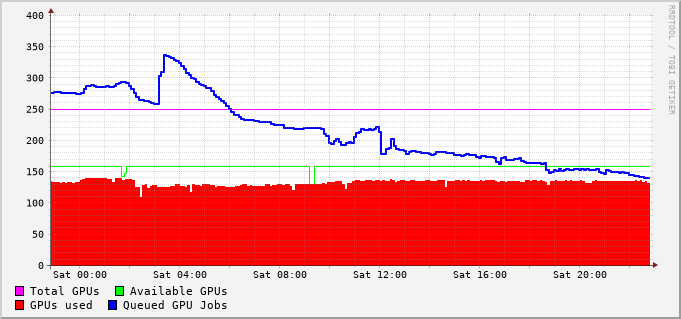 400
350
300
250
200
150
100
50
0
Sat 00:00 Sat 04:00 Sat 08:00 Sat 12:00 Sat 16:00 Sat 20:00
Total GPUs Available GPUs
GPUs used Queued GPU Jobs
RRDTOOL / TOBI OETIKER